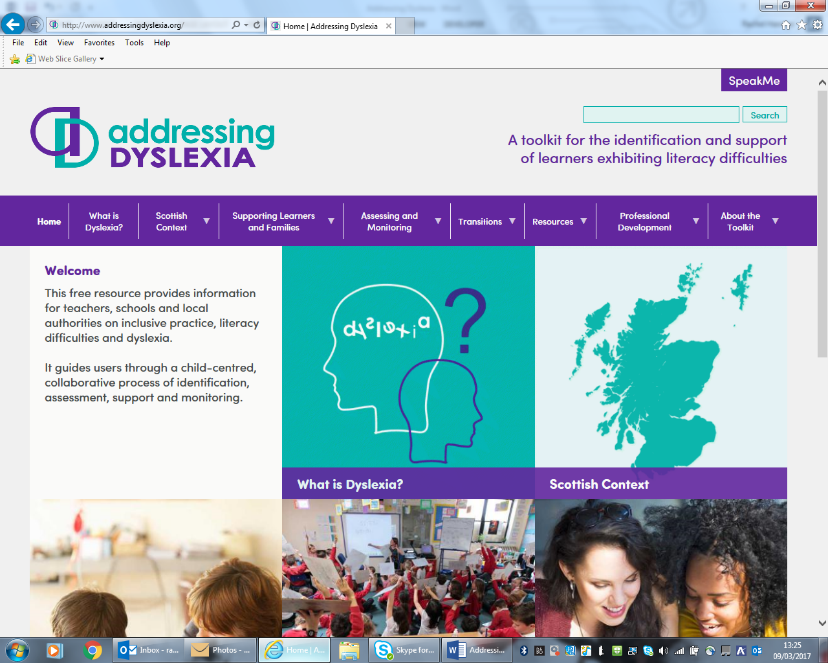 http://www.addressingdyslexia.org/
Home | Addressing Dyslexia
File Edit View Favorites Tools Help
Web Slice Gallery
SpeakMe
Search
addressing
DYSLEXIA
A toolkit for the identification and support
of learners exhibiting literacy difficulties
Home
What is
Dyslexia?
Scottish
Context
Supporting Learners
and Families
Assessing and
Monitoring
Transitions
Resources
Professional
Development
About the
Toolkit
Welcome
This free resource provides information
for teachers, schools and local
authorities on inclusive practice, literacy
difficulties and dyslexia.
It guides users through a child-centred,
collaborative process of identification,
assessment, support and monitoring.
dyslexia
?
What is Dyslexia?
Scottish Context
Inbox - ra...
Photos - ...
Home | A...
Skype for...
Addressi...
13:25
09/03/2017